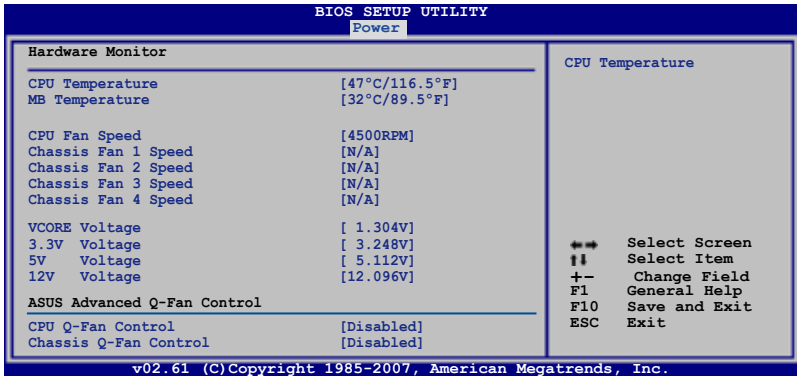 BIOS SETUP UTILITY
Power
Hardware Monitor
CPU Temperature [47°C/116.5°F]
MB Temperature [32°C/89.5°F]
CPU Fan Speed [4500RPM]
Chassis Fan 1 Speed [N/A]
Chassis Fan 2 Speed [N/A]
Chassis Fan 3 Speed [N/A]
Chassis Fan 4 Speed [N/A]
VCORE Voltage [ 1.304V]
3.3V Voltage [ 3.248V]
5V Voltage [ 5.112V]
12V Voltage [12.096V]
ASUS Advanced Q-Fan Control
CPU Q-Fan Control [Disabled]
Chassis Q-Fan Control [Disabled]
CPU Temperature
←→ Select Screen
↑↓ Select Item
+- Change Field
F1 General Help
F10 Save and Exit
ESC Exit
v02.61 (C)Copyright 1985-2007, American Megatrends, Inc.